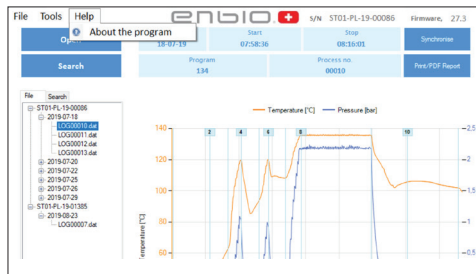 File Tools Help
About the program
enbio
S/N ST01-PL-19-00086 Firmware, 27.3
Start
Stop
18-07-19
07:58:36
08:16:01
Synchronise
Search
Program
134
Process no.
00010
Print/PDF Report
File Search
ST01-PL-19-00086
2019-07-18
LOG00010.dat
LOG00011.dat
LOG00012.dat
LOG00013.dat
2019-07-20
2019-07-22
2019-07-25
2019-07-26
2019-07-29
ST01-PL-19-01385
2019-08-23
LOG00007.dat
Temperature [°C] Pressure [bar]
140
120
100
80
60
Temperature [°C]
3 4 6 8 10
2,5
2
1,5
1
0,5